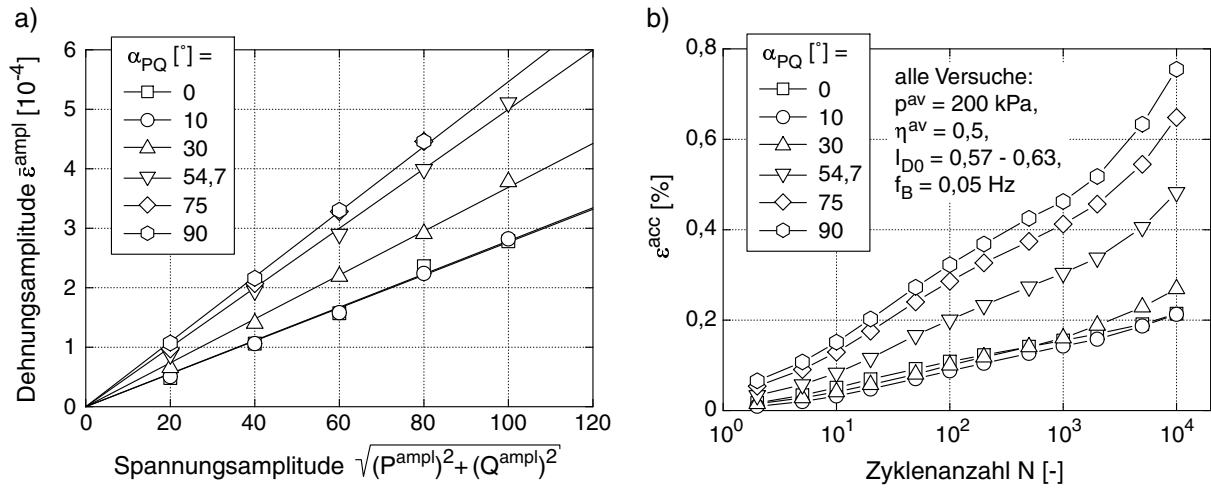 a)
Dehnungsamplitude ε̄^ampl [10^-4]
6
5
4
3
2
1
0
α_PQ [°] =
0
10
30
54,7
75
90
0 20 40 60 80 100 120
Spannungsamplitude √(P^ampl)^2+(Q^ampl)^2
b)
ε^acc [%]
0,8
0,6
0,4
0,2
0
α_PQ [°] =
0
10
30
54,7
75
90
alle Versuche:
p^av = 200 kPa,
η^av = 0,5,
I_D0 = 0,57 - 0,63,
f_B = 0,05 Hz
10^0 10^1 10^2 10^3 10^4
Zyklenanzahl N [-]